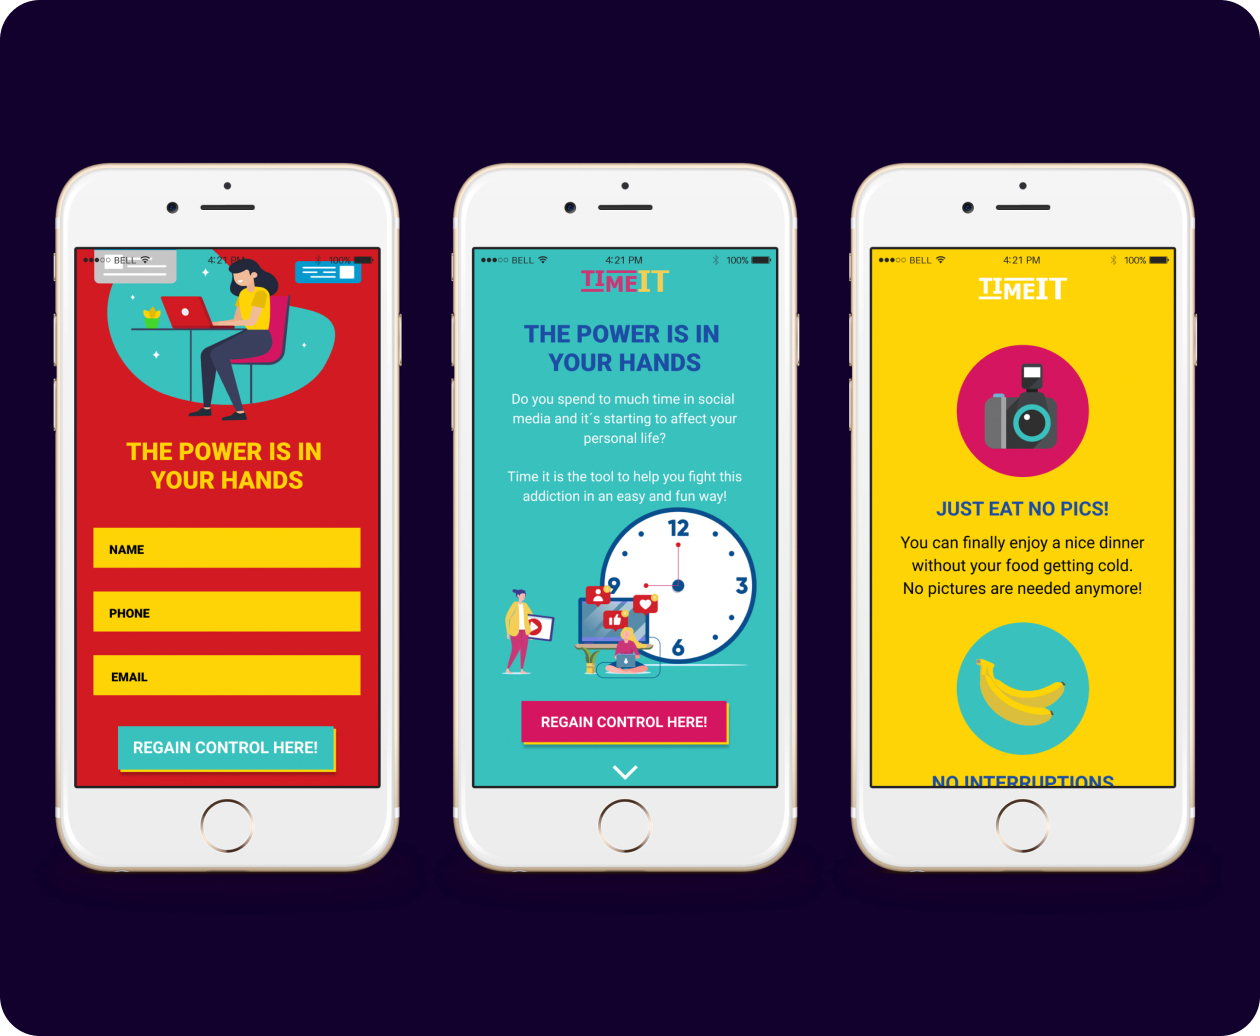 BELL 4:21 PM 100%
THE POWER IS IN
YOUR HANDS
NAME
PHONE
EMAIL
REGAIN CONTROL HERE!
BELL 4:21 PM 100%
TIMEIT
THE POWER IS IN
YOUR HANDS
Do you spend to much time in social
media and it´s starting to affect your
personal life?
Time it is the tool to help you fight this
addiction in an easy and fun way!
12
9
3
6
REGAIN CONTROL HERE!
BELL 4:21 PM 100%
TIMEIT
JUST EAT NO PICS!
You can finally enjoy a nice dinner
without your food getting cold.
No pictures are needed anymore!
NO INTERRUPTIONS